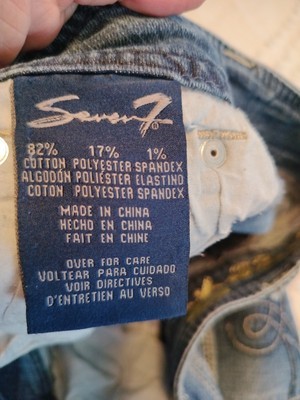 Seven7®
82% 17% 1%
COTTON POLYESTER SPANDEX
ALGODÓN POLIÉSTER ELASTINO
COTON POLYESTER SPANDEX
MADE IN CHINA
HECHO EN CHINA
FAIT EN CHINE
OVER FOR CARE
VOLTEAR PARA CUIDADO
VOIR DIRECTIVES
D'ENTRETIEN AU VERSO